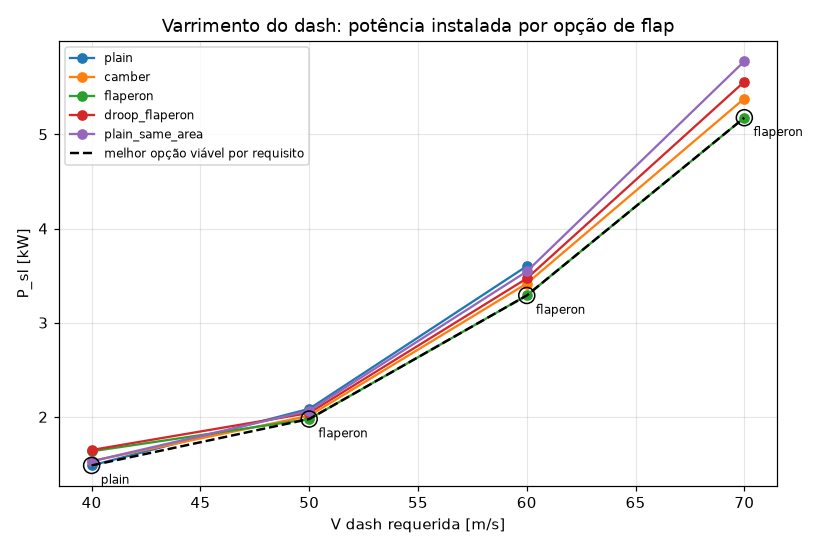 Varrimento do dash: potência instalada por opção de flap
plain
camber
flaperon
droop_flaperon
plain_same_area
melhor opção viável por requisito
P_sl [kW]
5
4
3
2
flaperon
flaperon
flaperon
plain
40 45 50 55 60 65 70
V dash requerida [m/s]